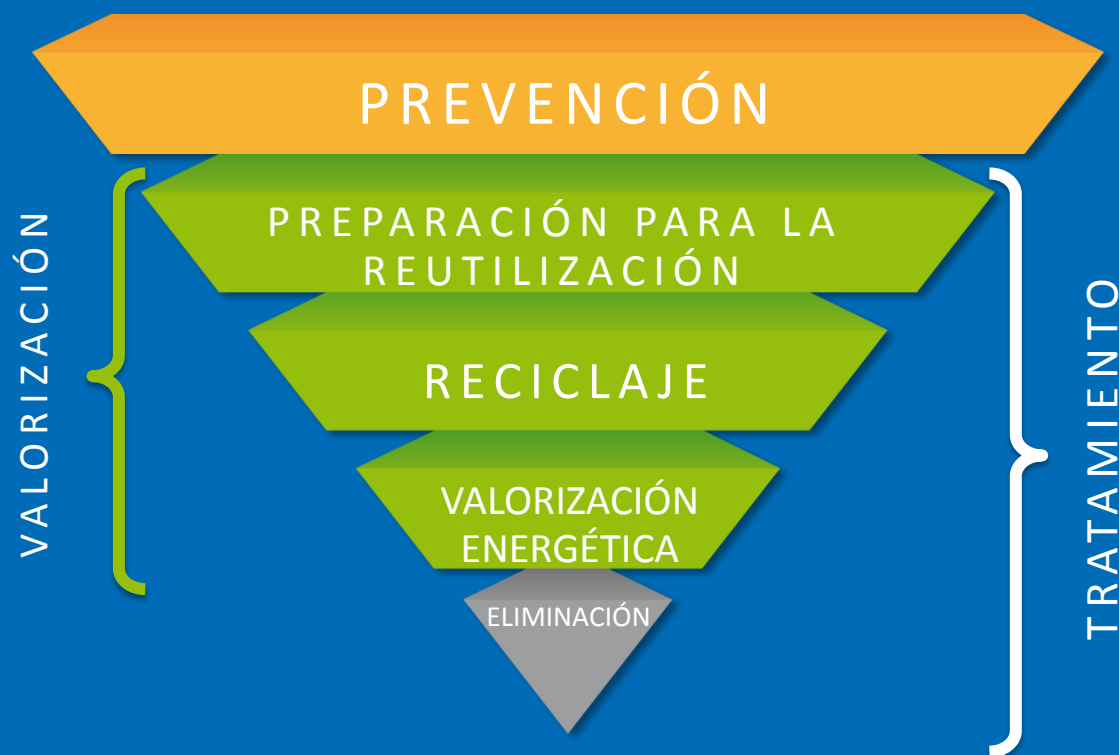 PREVENCIÓN
PREPARACIÓN PARA LA
REUTILIZACIÓN
RECICLAJE
VALORIZACIÓN
ENERGÉTICA
ELIMINACIÓN
VALORIZACIÓN
TRATAMIENTO